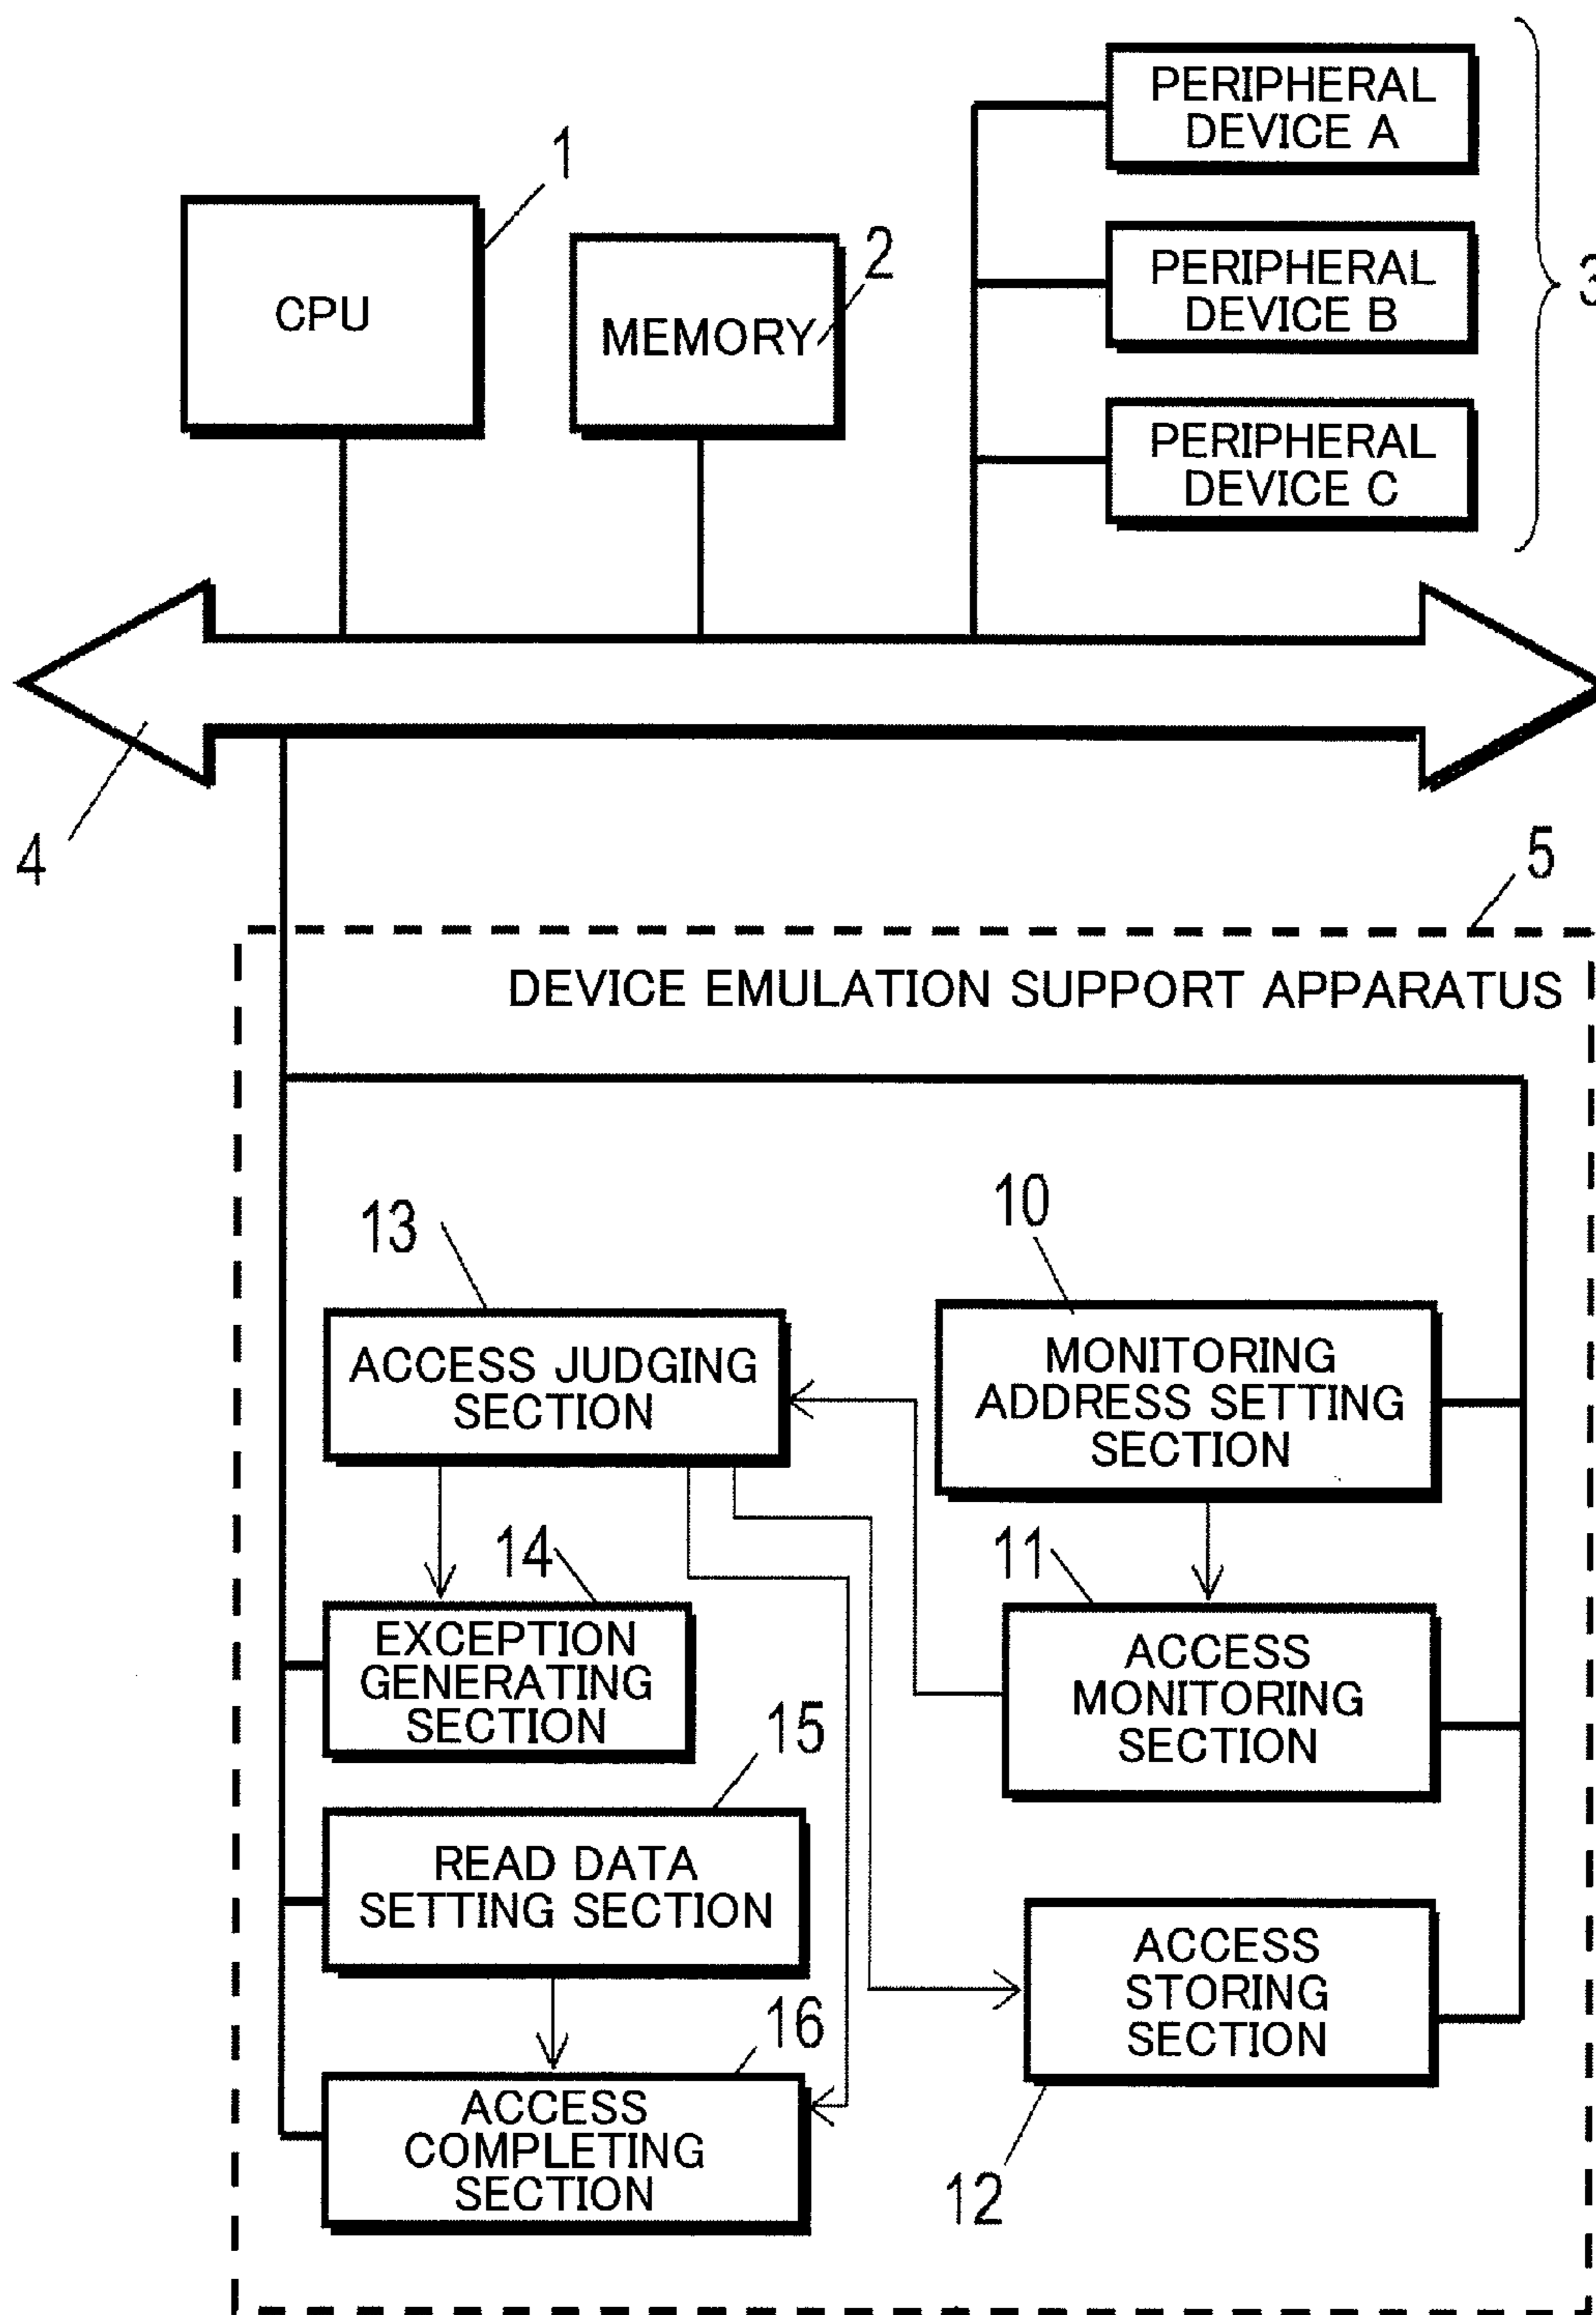 PERIPHERAL
DEVICE A
1
CPU
2
MEMORY
PERIPHERAL
DEVICE B
3
PERIPHERAL
DEVICE C
4
5
DEVICE EMULATION SUPPORT APPARATUS
13
ACCESS JUDGING
SECTION
10
MONITORING
ADDRESS SETTING
SECTION
14
EXCEPTION
GENERATING
SECTION
11
ACCESS
MONITORING
SECTION
15
READ DATA
SETTING SECTION
16
ACCESS
COMPLETING
SECTION
ACCESS
STORING
SECTION
12